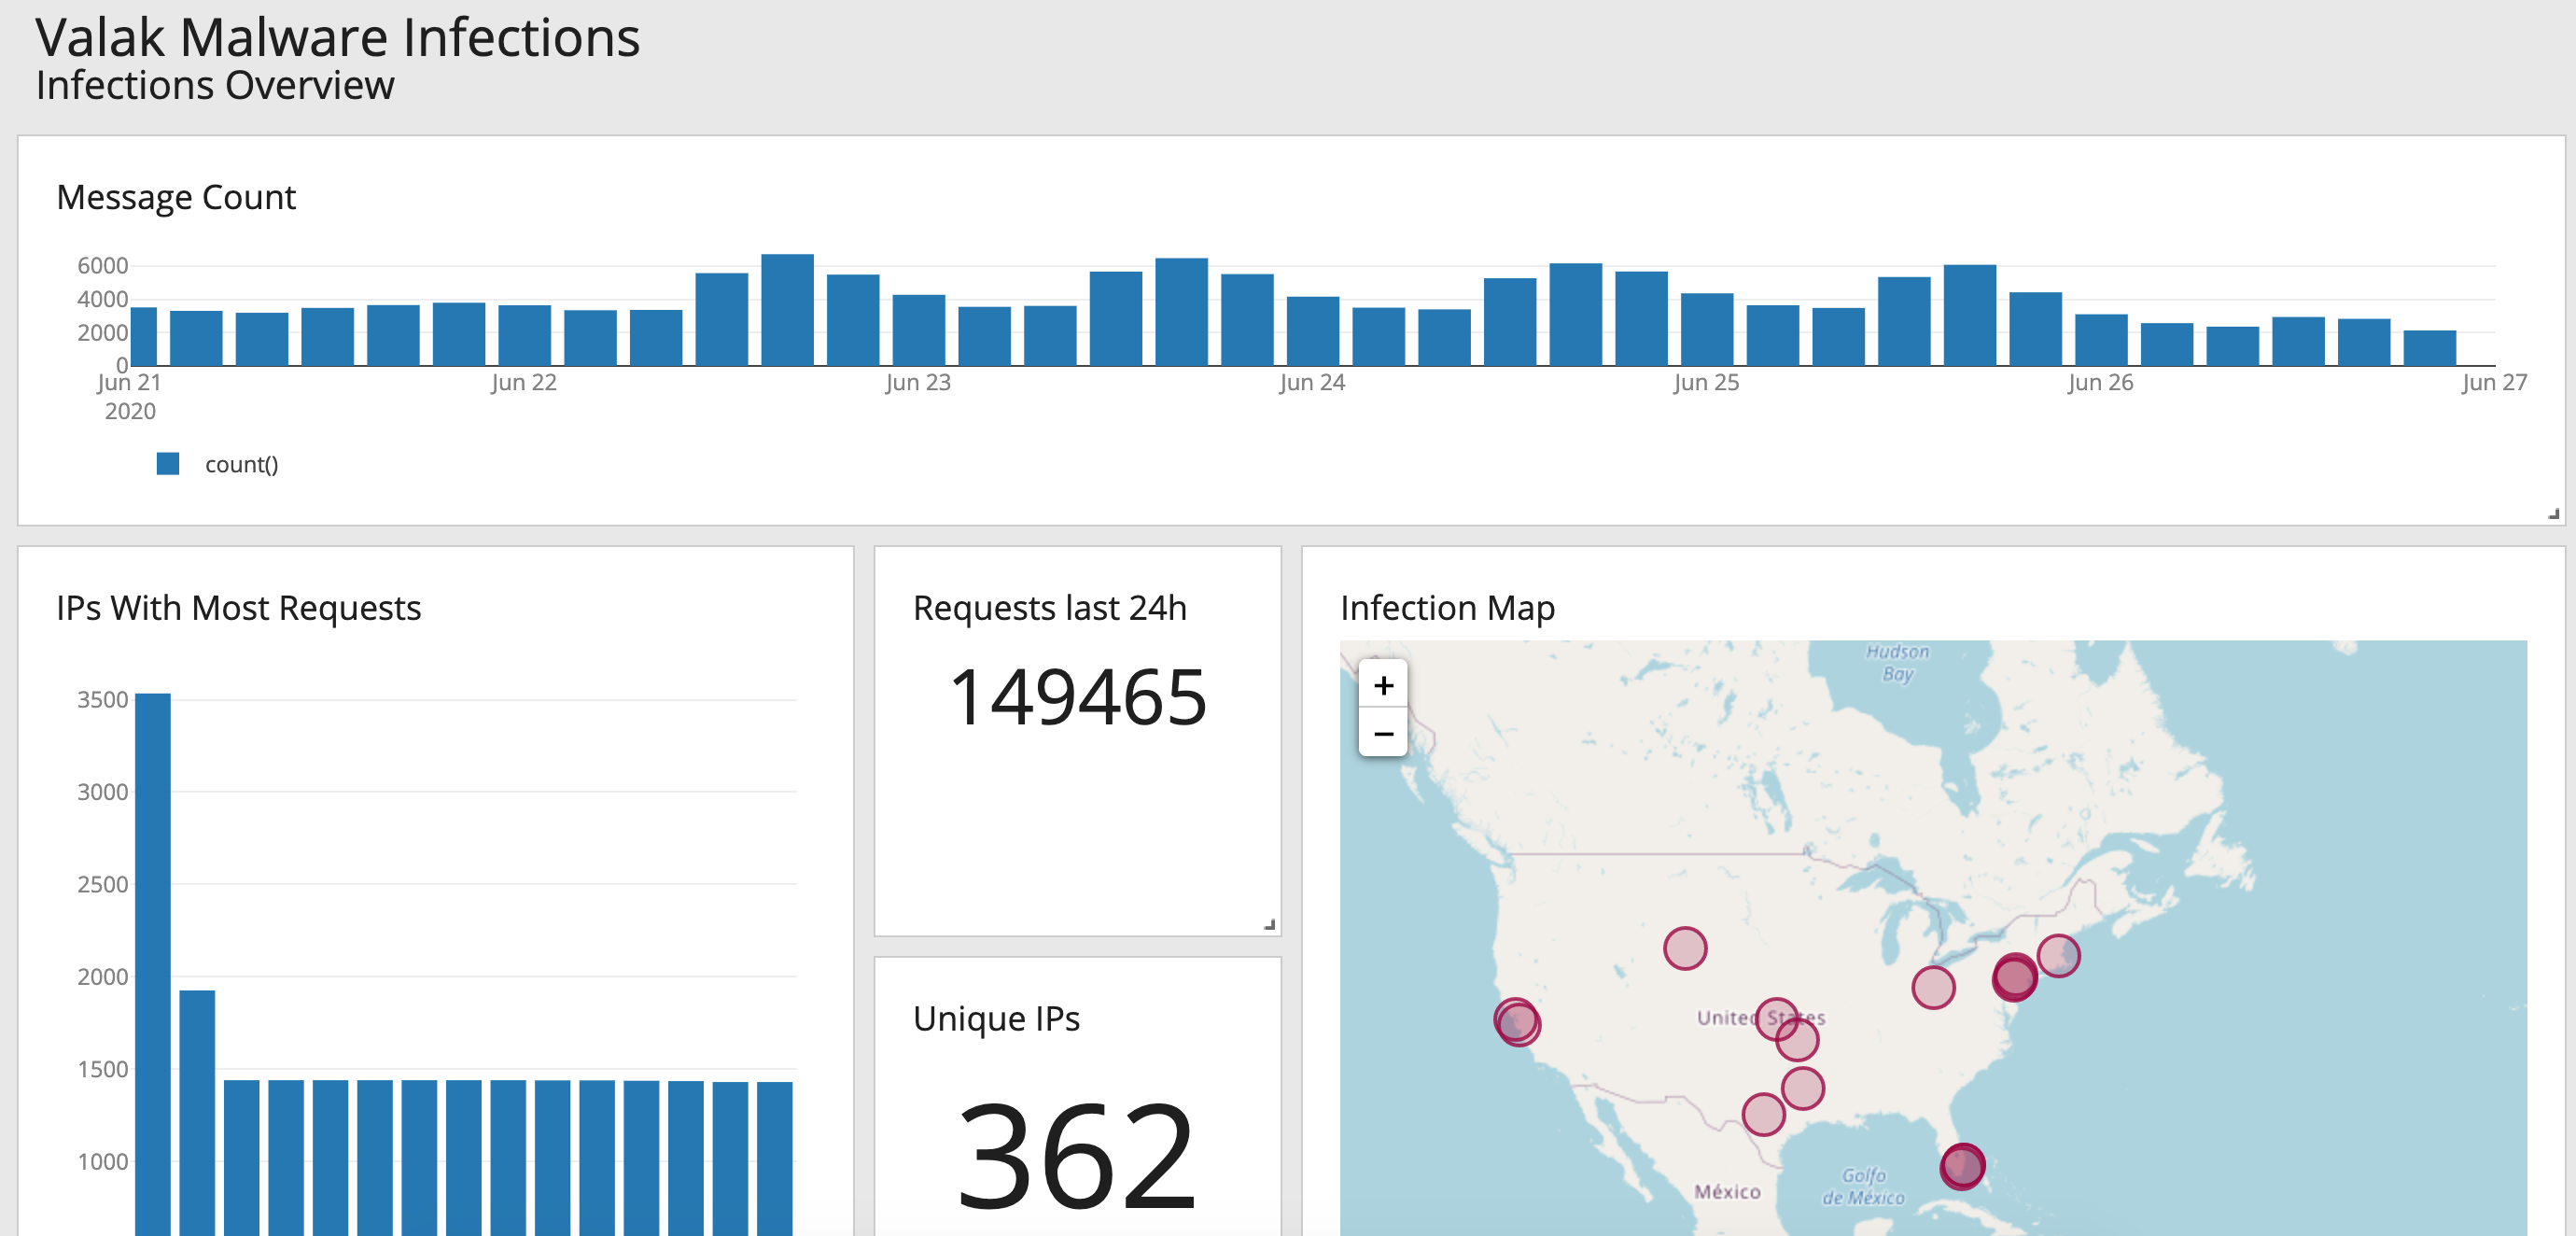 Valak Malware Infections
Infections Overview
Message Count
6000
4000
2000
0
Jun 21 Jun 22 Jun 23 Jun 24 Jun 25 Jun 26 Jun 27
2020
count()
IPs With Most Requests
3500
3000
2500
2000
1500
1000
Requests last 24h
149465
Unique IPs
362
Infection Map
+
−
Hudson
Bay
United States
México
Golfo
de México